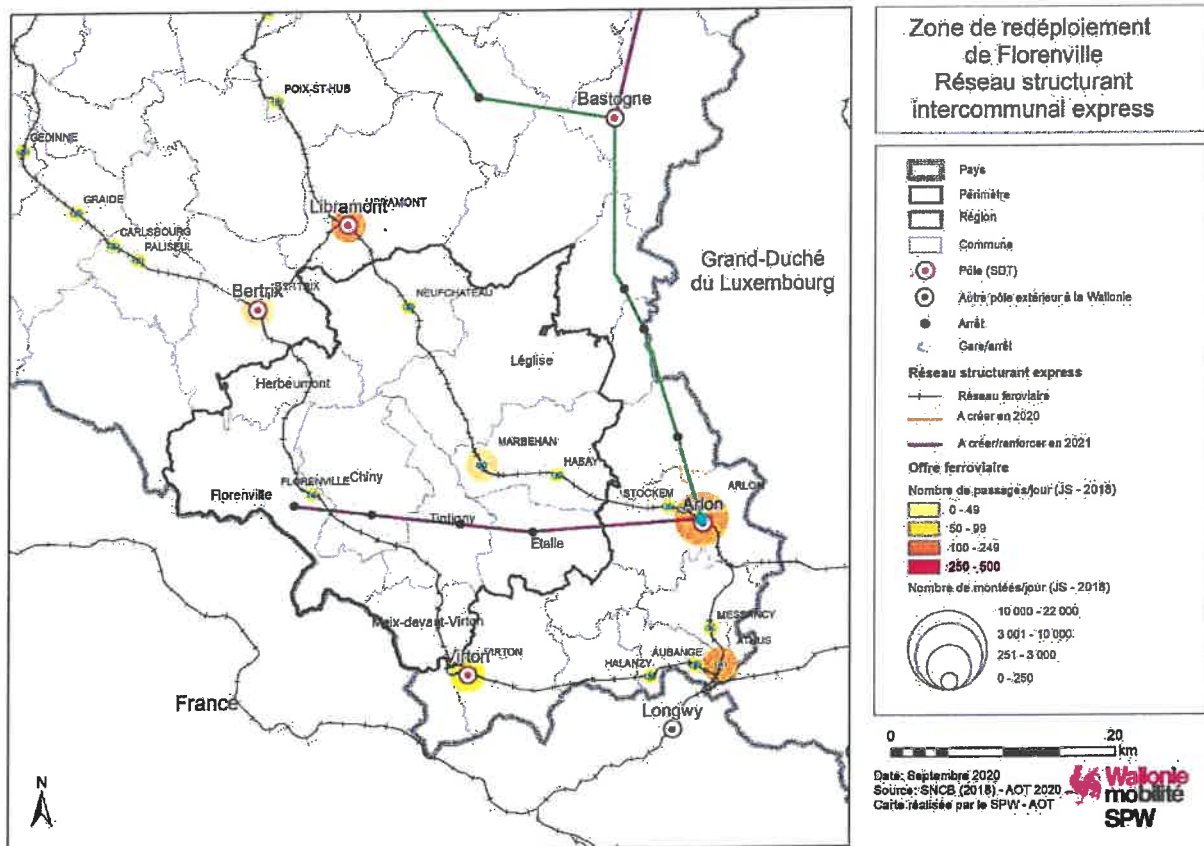 Zone de redéploiement
de Florenville
Réseau structurant
intercommunal express
POIX-ST-HUB
Bastogne
GEDINNE
GRAIDE
CARLSBOURG
PALISEUL
Libramont
LIBRAMONT
Grand-Duché
du Luxembourg
Bertrix
BERTRIX
NEUFCHATEAU
Léglise
Herbeumont
MARBEHAN
HABAY
FLORENVILLE
Chiny
STOCKEM
ARLON
Arlon
Florenville
Tintigny
Etalle
Meix-devant-Virton
MESSANCY
ATHUS
Virton
VIRTON
HALANZY
AUBANGE
France
Longwy
N
Pays
Périmètre
Région
Commune
Pôle (SDT)
Autre pôle extérieur à la Wallonie
Arrêt
Gare/arrêt
Réseau structurant express
Réseau ferroviaire
A créer en 2020
A créer/renforcer en 2021
Offre ferroviaire
Nombre de passages/jour (JS - 2018)
0 - 49
50 - 99
100 - 249
250 - 500
Nombre de montées/jour (JS - 2018)
10 000 - 22 000
3 001 - 10 000
251 - 3 000
0 - 250
0 20
km
Date: Septembre 2020
Source: SNCB (2018) - AOT 2020
Carte réalisée par le SPW - AOT
Wallonie
mobilité
SPW